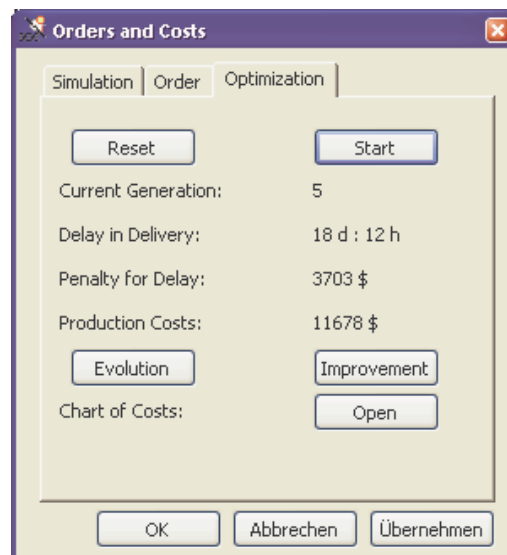 Orders and Costs
Simulation Order Optimization
Reset Start
Current Generation: 5
Delay in Delivery: 18 d : 12 h
Penalty for Delay: 3703 $
Production Costs: 11678 $
Evolution Improvement
Chart of Costs: Open
OK Abbrechen Übernehmen